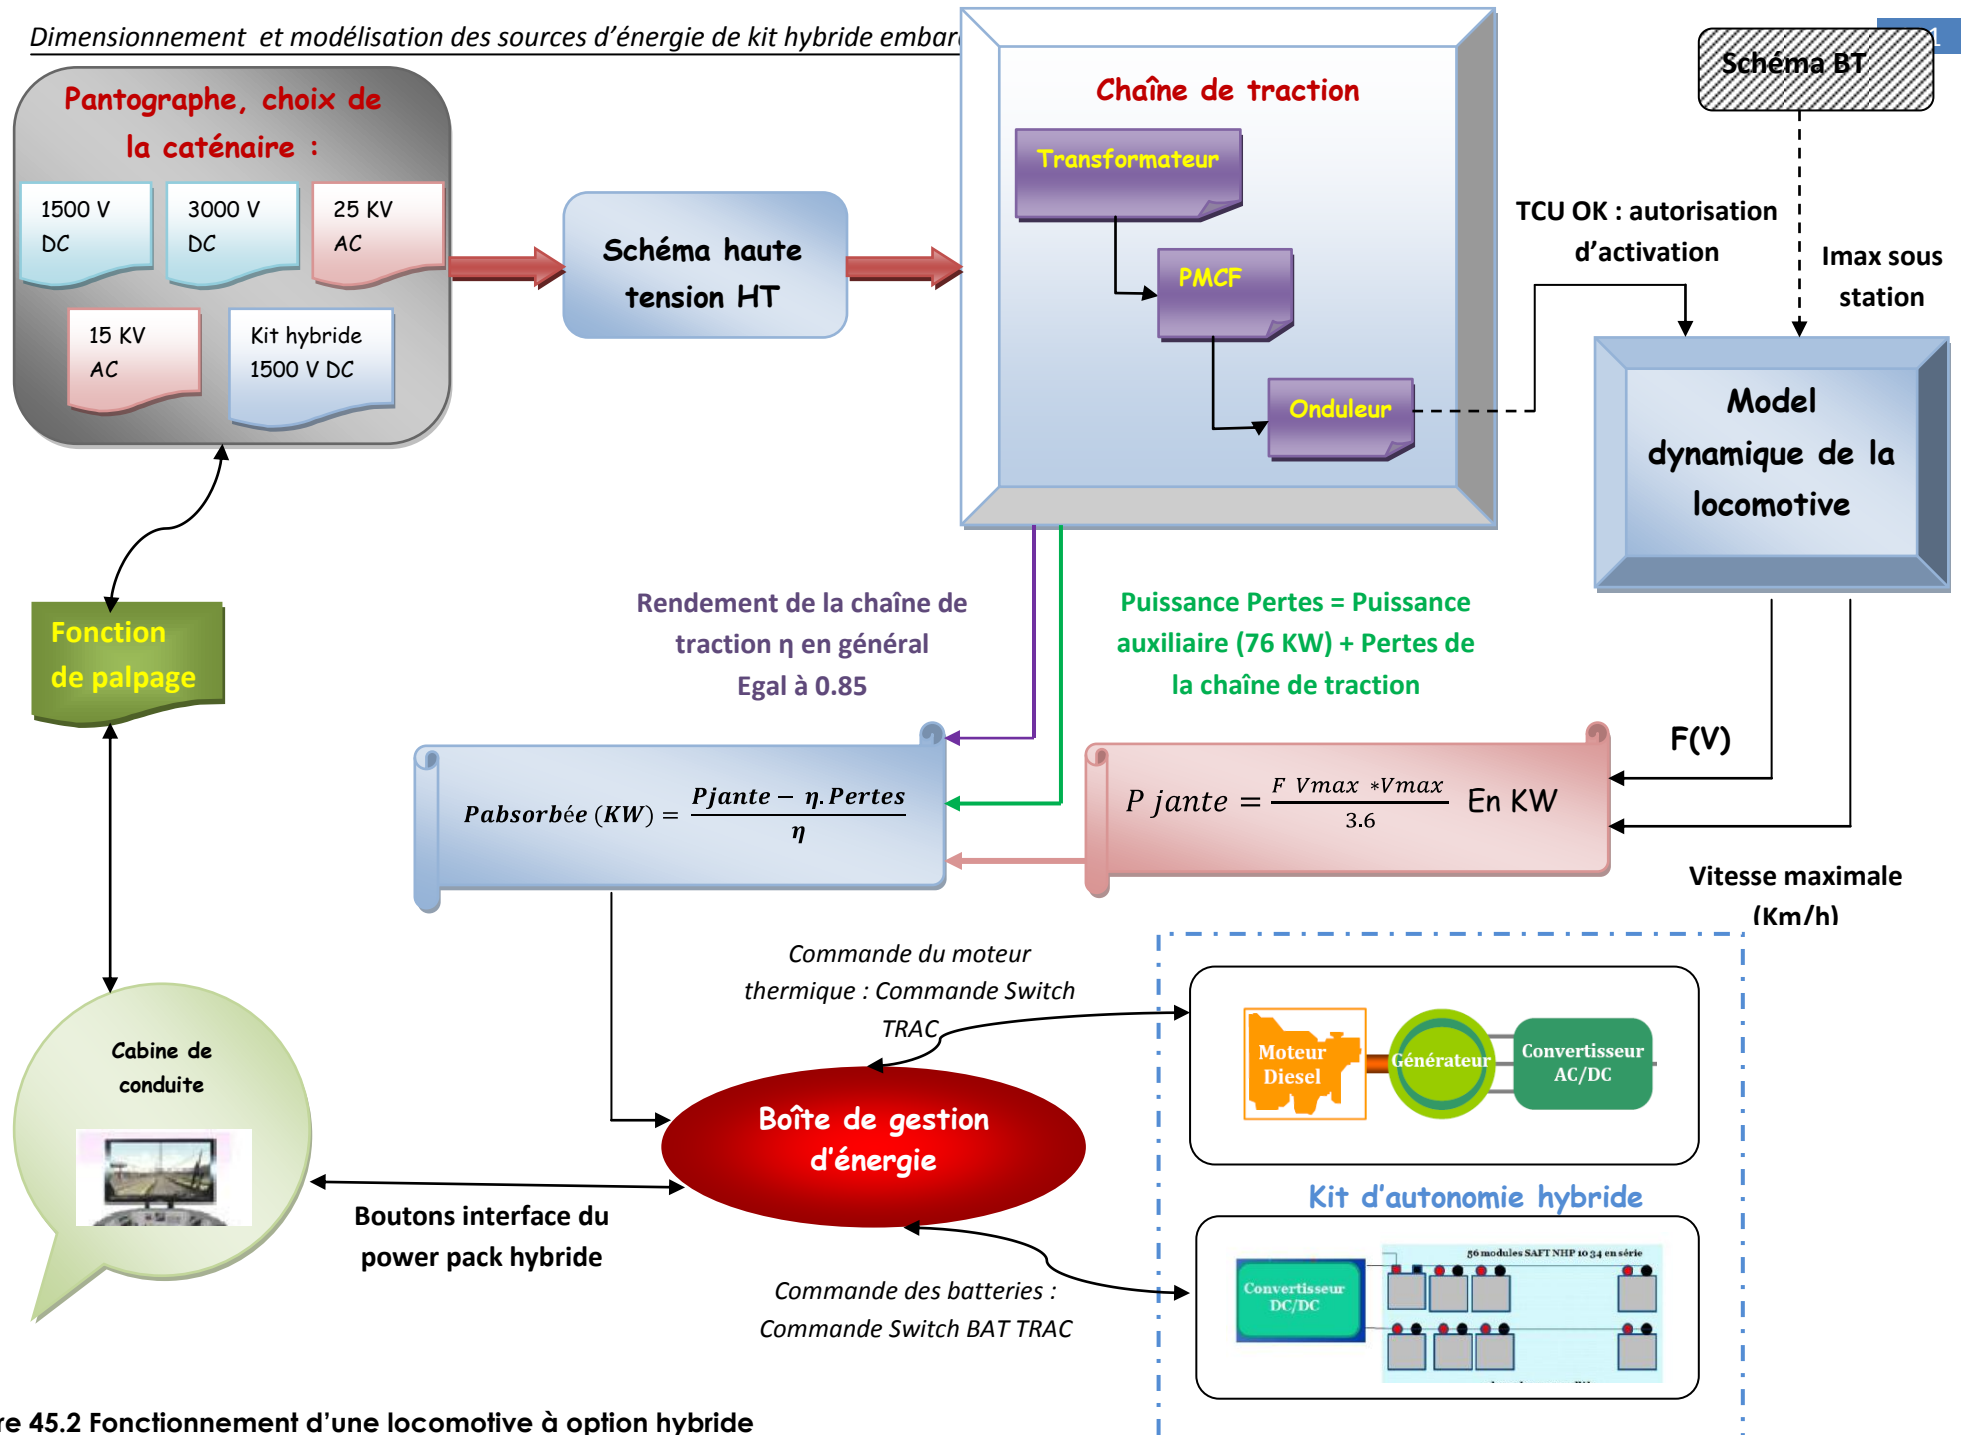 Dimensionnement et modélisation des sources d'énergie de kit hybride
1
Schéma BT
Pantographe, choix de
la caténaire :
1500 V
DC
3000 V
DC
25 KV
AC
15 KV
AC
Kit hybride
1500 V DC
Schéma haute
tension HT
Chaîne de traction
Transformateur
PMCF
Onduleur
TCU OK : autorisation
d'activation
Imax sous
station
Model
dynamique de la
locomotive
Fonction
de palpage
Rendement de la chaîne de
traction η en général
Egal à 0.85
Puissance Pertes = Puissance
auxiliaire (76 KW) + Pertes de
la chaîne de traction
F(V)
Pabsorbée (KW) = (Pjante − η.Pertes) / η
P jante = (F Vmax *Vmax) / 3.6 En KW
Vitesse maximale
(Km/h)
Commande du moteur
thermique : Commande Switch
TRAC
Cabine de
conduite
Boîte de gestion
d'énergie
Moteur
Diesel
Générateur
Convertisseur
AC/DC
Kit d'autonomie hybride
Boutons interface du
power pack hybride
Commande des batteries :
Commande Switch BAT TRAC
56 modules SAFT NHP 10 34 en série
Convertisseur
DC/DC
re 45.2 Fonctionnement d'une locomotive à option hybride